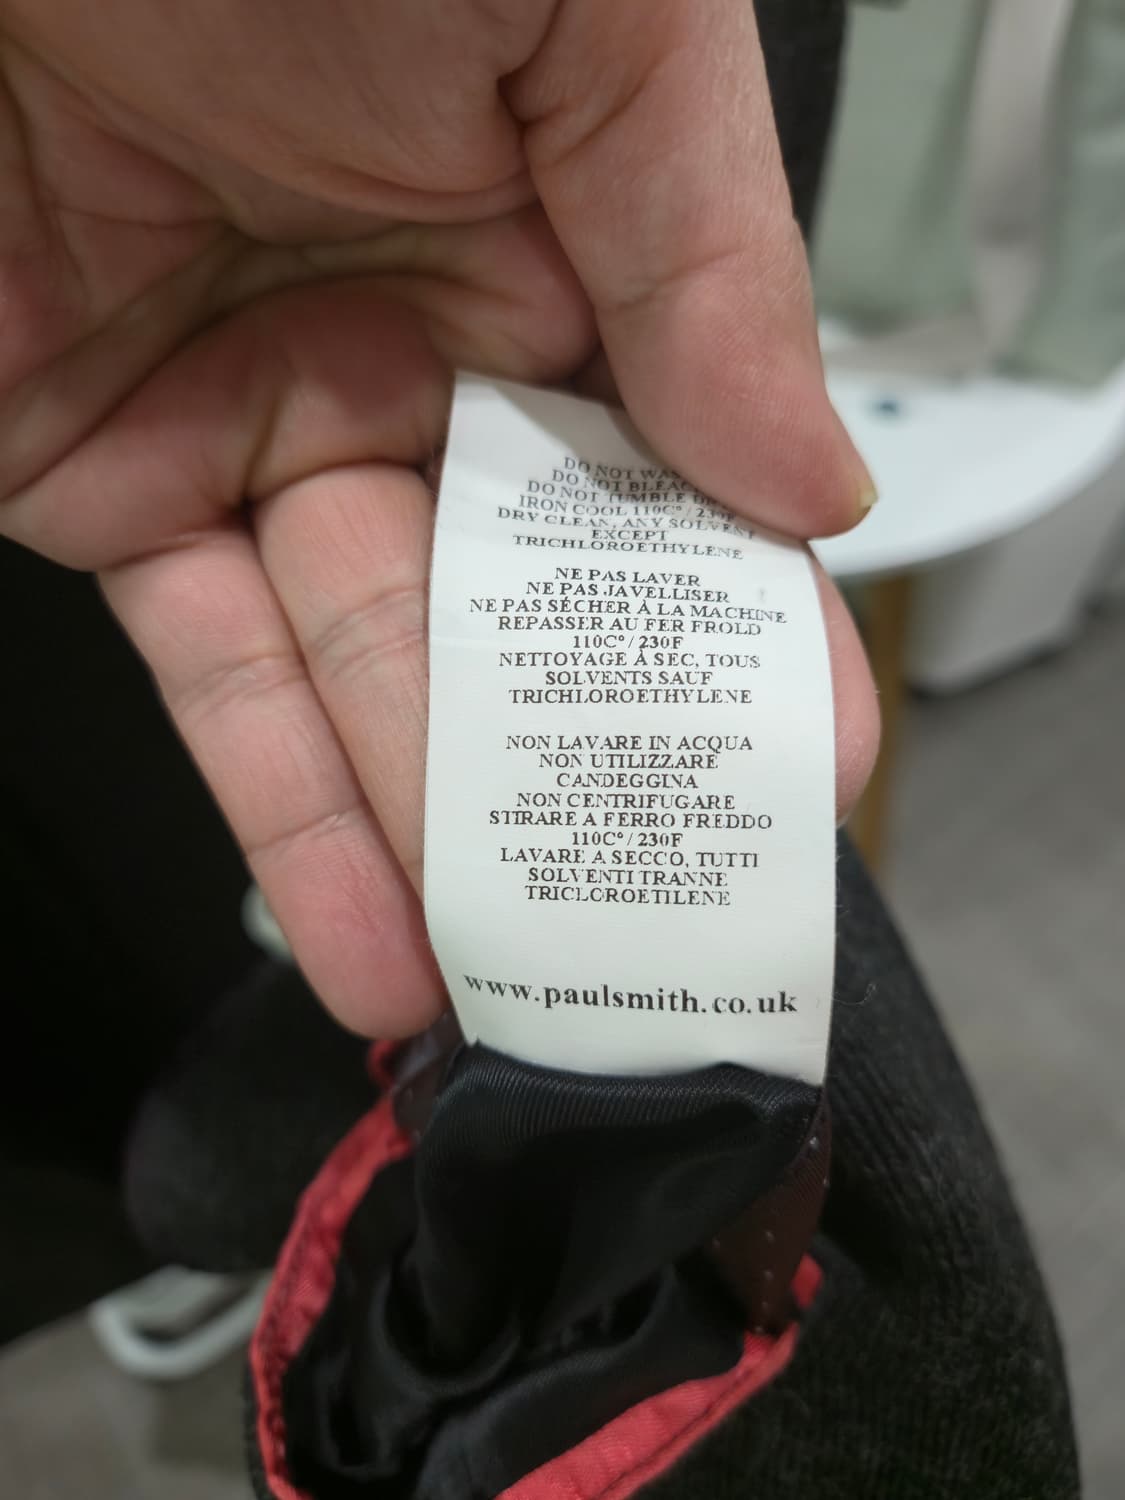 DO NOT WAS
DO NOT BLEAC
DO NOT TUMBLE DR
IRON COOL 110C° / 230F
DRY CLEAN, ANY SOLVENT
EXCEPT
TRICHLOROETHYLENE
NE PAS LAVER
NE PAS JAVELLISER
NE PAS SÉCHER À LA MACHINE
REPASSER AU FER FROLD
110C° / 230F
NETTOYAGE À SEC, TOUS
SOLVENTS SAUF
TRICHLOROETHYLENE
NON LAVARE IN ACQUA
NON UTILIZZARE
CANDEGGINA
NON CENTRIFUGARE
STIRARE A FERRO FREDDO
110C° / 230F
LAVARE A SECCO, TUTTI
SOLVENTI TRANNE
TRICLOROETILENE
www.paulsmith.co.uk